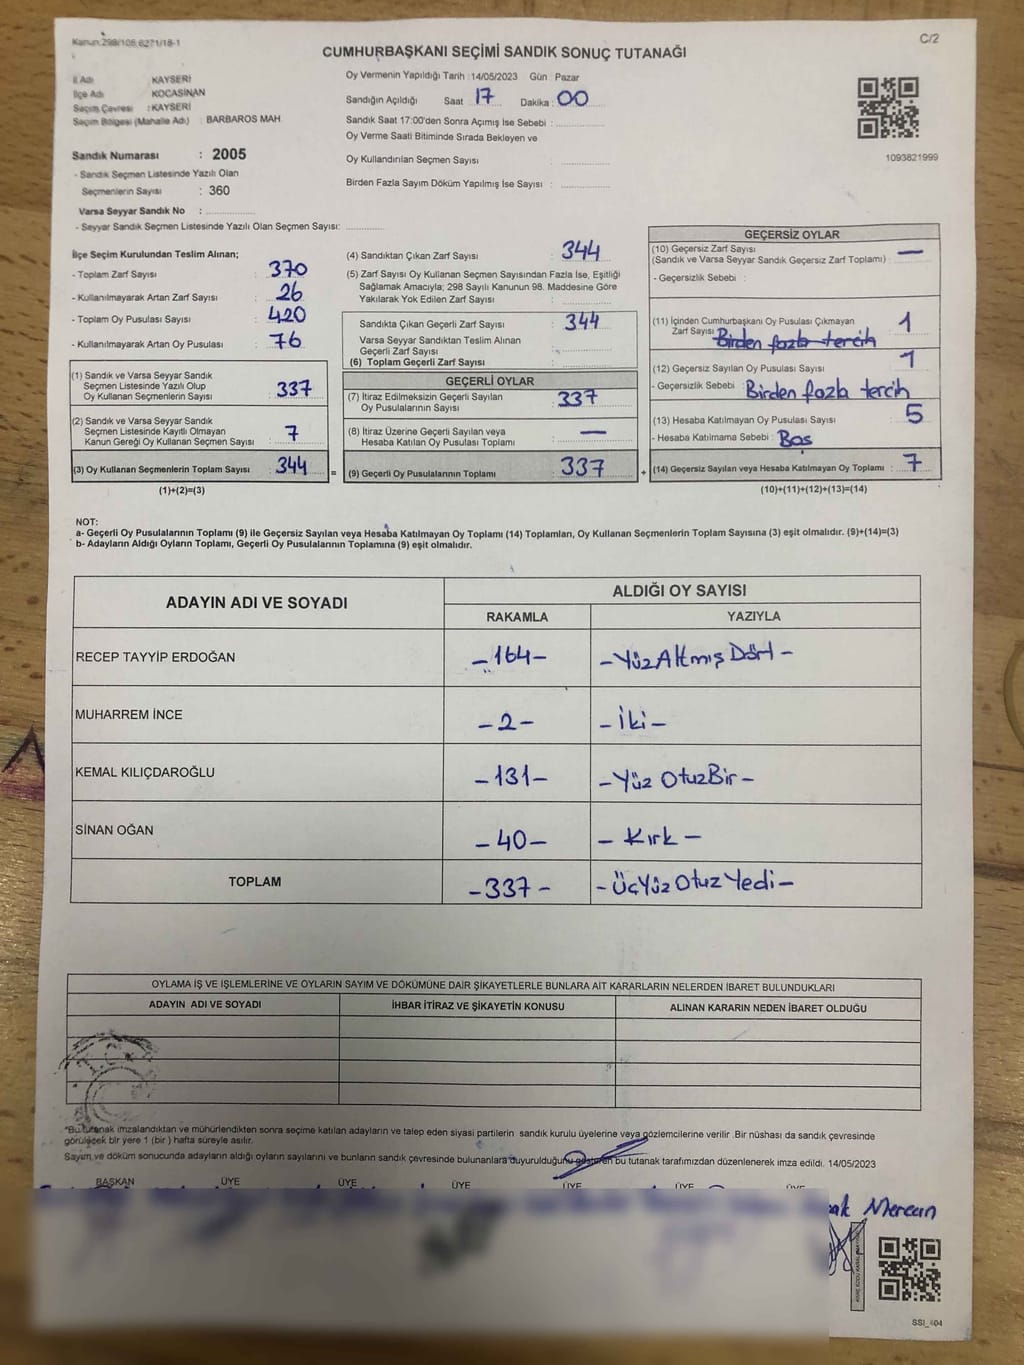 Kanun.298/105,6271/18-1
C/2
CUMHURBAŞKANI SEÇİMİ SANDIK SONUÇ TUTANAĞI
İl Adı KAYSERİ
İlçe Adı KOCASİNAN
Seçim Çevresi : KAYSERİ
Seçim Bölgesi (Mahalle Adı) : BARBAROS MAH
Sandık Numarası : 2005
- Sandık Seçmen Listesinde Yazılı Olan
Seçmenlerin Sayısı : 360
Varsa Seyyar Sandık No :
- Seyyar Sandık Seçmen Listesinde Yazılı Olan Seçmen Sayısı:
Oy Vermenin Yapıldığı Tarih : 14/05/2023 Gün : Pazar
Sandığın Açıldığı Saat 17 Dakika : 00
Sandık Saat 17:00'den Sonra Açımış İse Sebebi :
Oy Verme Saati Bitiminde Sırada Bekleyen ve
Oy Kullandırılan Seçmen Sayısı :
Birden Fazla Sayım Döküm Yapılmış İse Sayısı :
1093821999
İlçe Seçim Kurulundan Teslim Alınan;
- Toplam Zarf Sayısı : 370
- Kullanılmayarak Artan Zarf Sayısı : 26
- Toplam Oy Pusulası Sayısı : 420
- Kullanılmayarak Artan Oy Pusulası : 76
(1) Sandık ve Varsa Seyyar Sandık
Seçmen Listesinde Yazılı Olup
Oy Kullanan Seçmenlerin Sayısı : 337
(2) Sandık ve Varsa Seyyar Sandık
Seçmen Listesinde Kayıtlı Olmayan
Kanun Gereği Oy Kullanan Seçmen Sayısı : 7
(3) Oy Kullanan Seçmenlerin Toplam Sayısı : 344
(1)+(2)=(3)
(4) Sandıktan Çıkan Zarf Sayısı : 344
(5) Zarf Sayısı Oy Kullanan Seçmen Sayısından Fazla İse, Eşitliği
Sağlamak Amacıyla; 298 Sayılı Kanunun 98. Maddesine Göre
Yakılarak Yok Edilen Zarf Sayısı :
Sandıkta Çıkan Geçerli Zarf Sayısı : 344
Varsa Seyyar Sandıktan Teslim Alınan
Geçerli Zarf Sayısı :
(6) Toplam Geçerli Zarf Sayısı :
GEÇERLİ OYLAR
(7) İtiraz Edilmeksizin Geçerli Sayılan
Oy Pusulalarının Sayısı : 337
(8) İtiraz Üzerine Geçerli Sayılan veya
Hesaba Katılan Oy Pusulası Toplamı : —
= (9) Geçerli Oy Pusulalarının Toplamı : 337
GEÇERSİZ OYLAR
(10) Geçersiz Zarf Sayısı
(Sandık ve Varsa Seyyar Sandık Geçersiz Zarf Toplamı) : —
- Geçersizlik Sebebi :
(11) İçinden Cumhurbaşkanı Oy Pusulası Çıkmayan
Zarf Sayısı : 1
Birden fazla tercih
(12) Geçersiz Sayılan Oy Pusulası Sayısı : 1
- Geçersizlik Sebebi : Birden fazla tercih
(13) Hesaba Katılmayan Oy Pusulası Sayısı : 5
- Hesaba Katılmama Sebebi : Boş
+ (14) Geçersiz Sayılan veya Hesaba Katılmayan Oy Toplamı : 7
(10)+(11)+(12)+(13)=(14)
NOT:
a- Geçerli Oy Pusulalarının Toplamı (9) ile Geçersiz Sayılan veya Hesaba Katılmayan Oy Toplamı (14) Toplamları, Oy Kullanan Seçmenlerin Toplam Sayısına (3) eşit olmalıdır. (9)+(14)=(3)
b- Adayların Aldığı Oyların Toplamı, Geçerli Oy Pusulalarının Toplamına (9) eşit olmalıdır.
ADAYIN ADI VE SOYADI ALDIĞI OY SAYISI
RAKAMLA YAZIYLA
RECEP TAYYİP ERDOĞAN -164- -YüzAltmışDört-
MUHARREM İNCE -2- -İki-
KEMAL KILIÇDAROĞLU -131- -Yüz OtuzBir-
SİNAN OĞAN -40- -Kırk-
TOPLAM -337- -ÜçYüz OtuzYedi-
OYLAMA İŞ VE İŞLEMLERİNE VE OYLARIN SAYIM VE DÖKÜMÜNE DAİR ŞİKAYETLERLE BUNLARA AİT KARARLARIN NELERDEN İBARET BULUNDUKLARI
ADAYIN ADI VE SOYADI İHBAR İTİRAZ VE ŞİKAYETİN KONUSU ALINAN KARARIN NEDEN İBARET OLDUĞU
T.C.
*Bu tutanak imzalandıktan ve mühürlendikten sonra seçime katılan adayların ve talep eden siyasi partilerin sandık kurulu üyelerine veya gözlemcilerine verilir .Bir nüshası da sandık çevresinde
görülecek bir yere 1 (bir ) hafta süreyle asılır.
Sayım ve döküm sonucunda adayların aldığı oyların sayılarını ve bunların sandık çevresinde bulunanlara duyurulduğunu gösteren bu tutanak tarafımızdan düzenlenerek imza edildi. 14/05/2023
BAŞKAN ÜYE ÜYE ÜYE ÜYE ÜYE ÜYE
Mercan
SSI_404